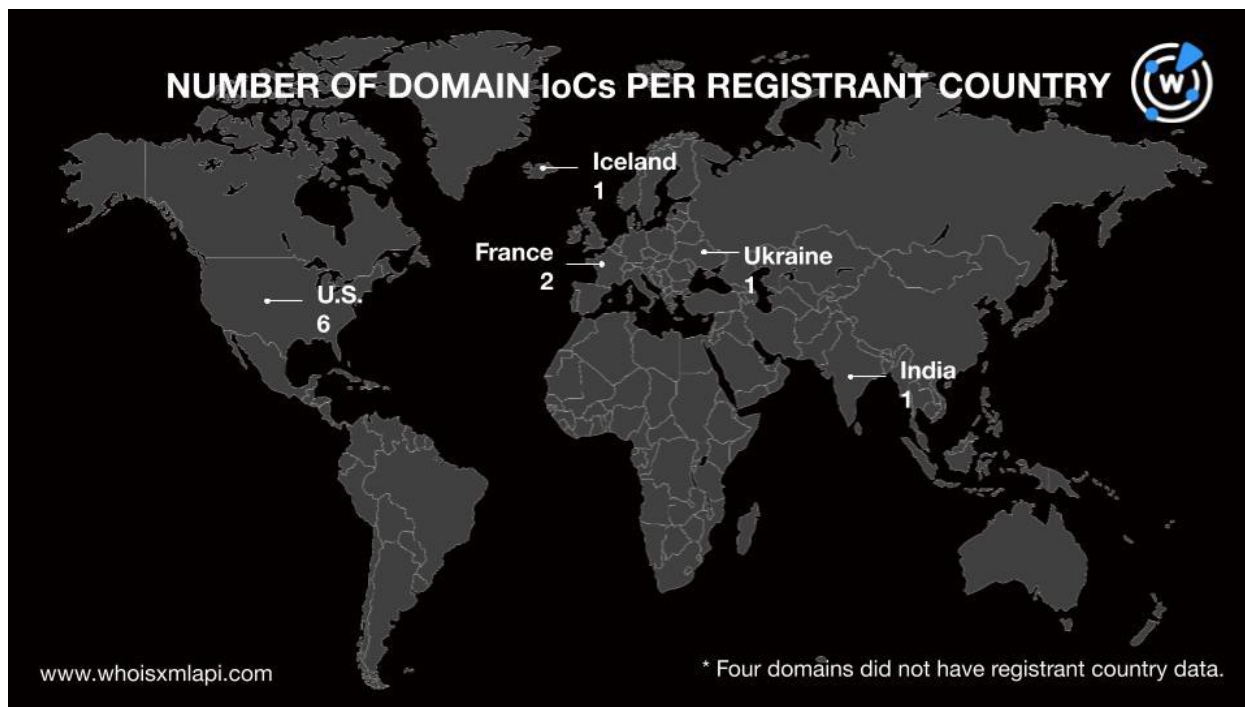 NUMBER OF DOMAIN IoCs PER REGISTRANT COUNTRY
W
Iceland
1
France
2
Ukraine
1
U.S.
6
India
1
www.whoisxmlapi.com
* Four domains did not have registrant country data.